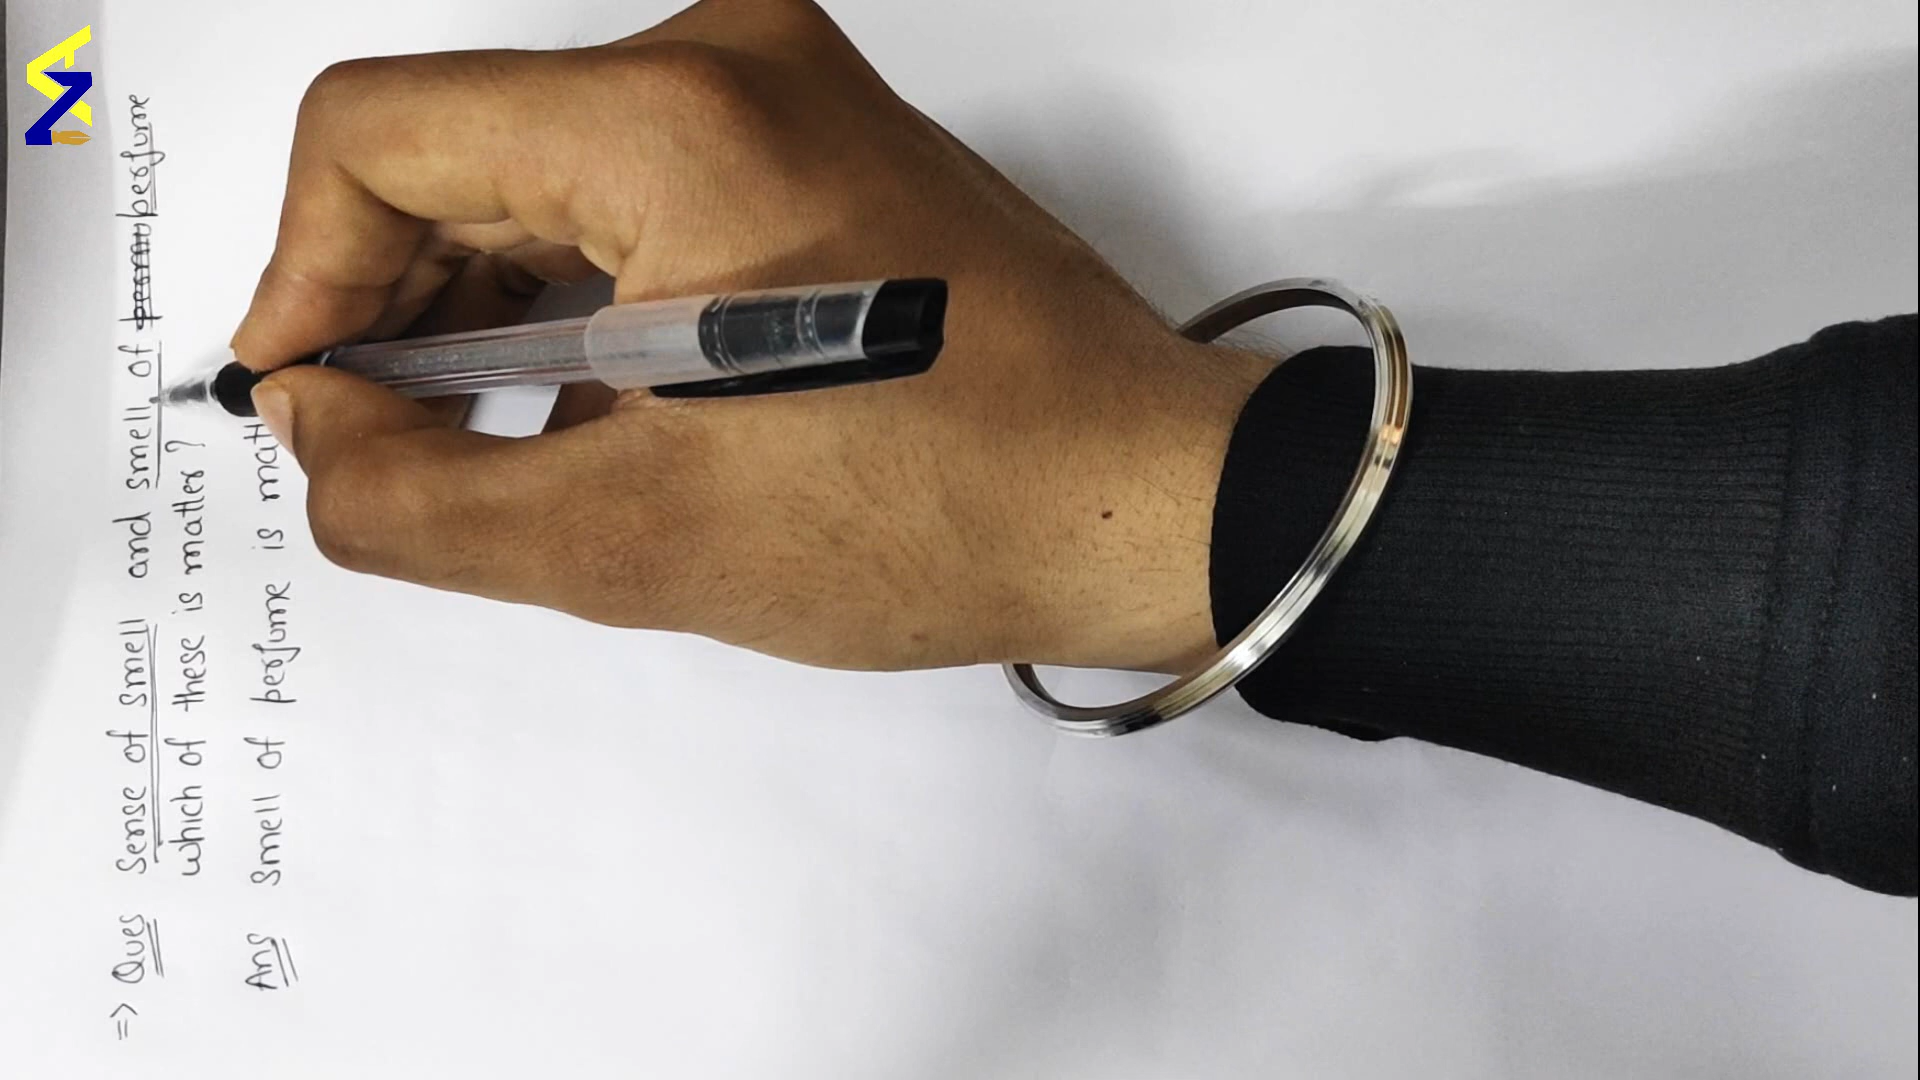 => Ques Sense of smell and smell of perfume
which of these is matter?
Ans Smell of perfume is